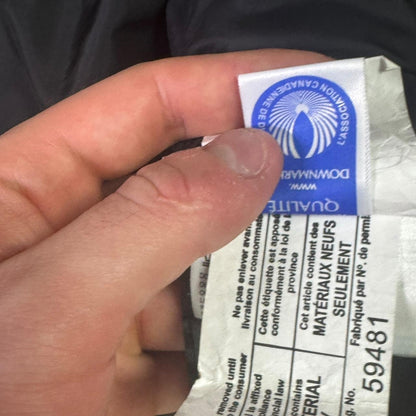 L'ASSOCIATION CANADIENNE DE
DOWNMARK
www.
QUALITÉ
Ne pas enlever avant
livraison au consommateur
Cette étiquette est apposée
conformément à la loi de
province
Cet article contient des
MATÉRIAUX NEUFS
SEULEMENT
Fabriqué par Nº. de permis
removed until
the consumer
is affixed
law
contains
59481